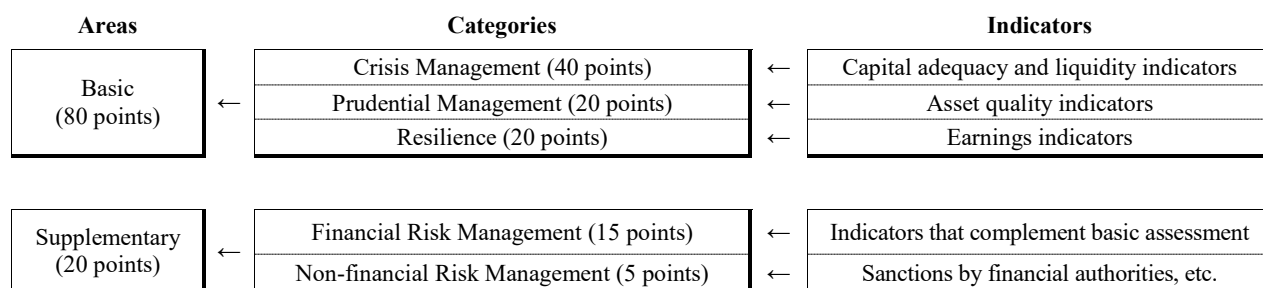 Areas Categories Indicators
Basic
(80 points)
←
Crisis Management (40 points) ← Capital adequacy and liquidity indicators
Prudential Management (20 points) ← Asset quality indicators
Resilience (20 points) ← Earnings indicators
Supplementary
(20 points)
←
Financial Risk Management (15 points) ← Indicators that complement basic assessment
Non-financial Risk Management (5 points) ← Sanctions by financial authorities, etc.